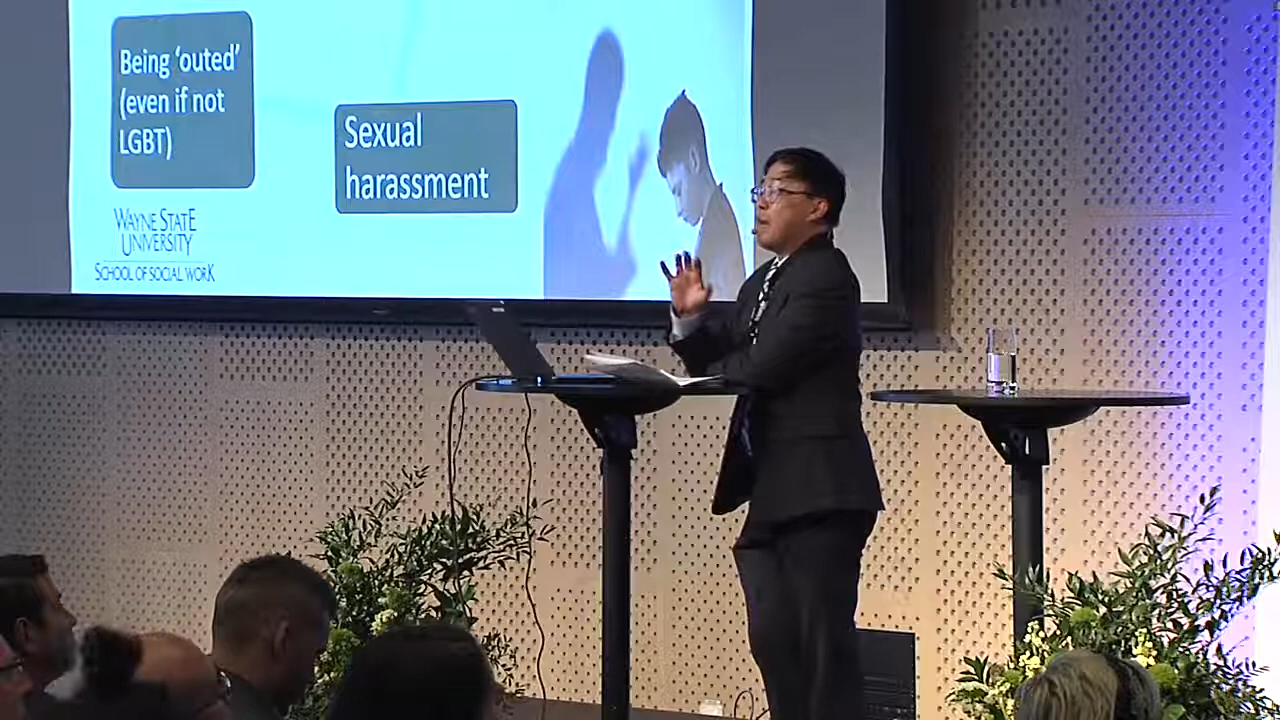 Being ‘outed’
(even if not
LGBT)
Sexual
harassment
WAYNE STATE
UNIVERSITY
SCHOOL OF SOCIAL WORK